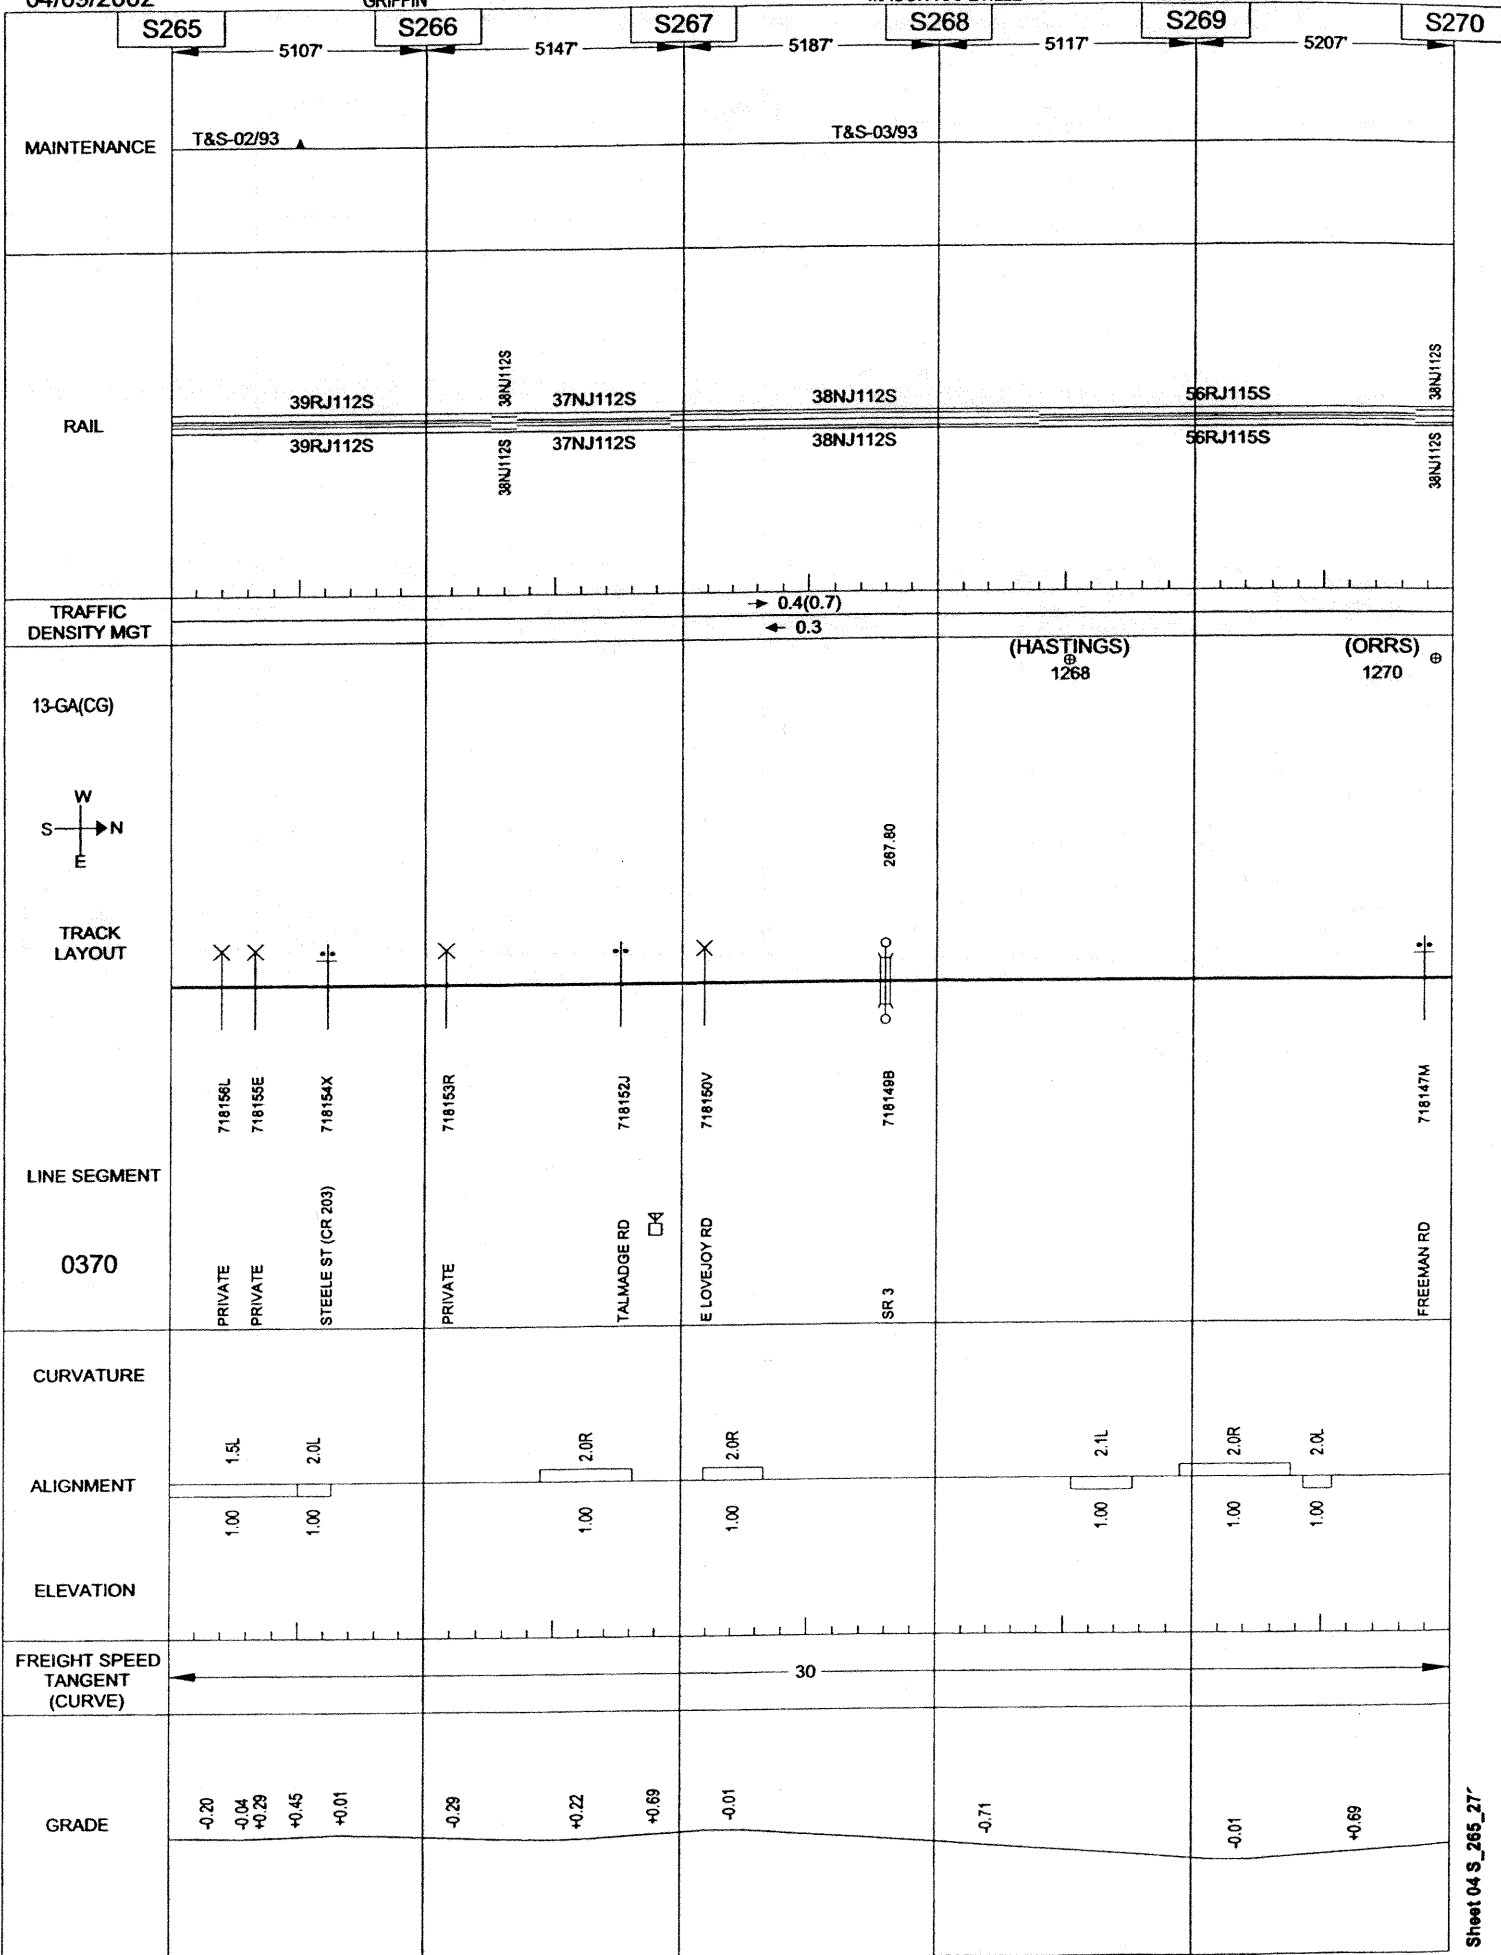 04/09/2002
GRIFFIN
S265 S266 S267 S268 S269 S270
5107' 5147' 5187' 5117' 5207'
MAINTENANCE
T&S-02/93 T&S-03/93
RAIL
39RJ112S 38NJ112S 37NJ112S 38NJ112S 56RJ115S 38NJ112S
39RJ112S 38NJ112S 37NJ112S 38NJ112S 56RJ115S 38NJ112S
TRAFFIC
DENSITY MGT
0.4(0.7)
0.3
(HASTINGS) (ORRS)
1268 1270
13-GA(CG)
W
S N
E
267.80
TRACK
LAYOUT
718156L 718155E 718154X 718153R 718152J 718150V 718149B 718147M
LINE SEGMENT
0370
PRIVATE PRIVATE STEELE ST (CR 203) PRIVATE TALMADGE RD E LOVEJOY RD SR 3 FREEMAN RD
CURVATURE
1.5L 2.0L 2.0R 2.0R 2.1L 2.0R 2.0L
ALIGNMENT
1.00 1.00 1.00 1.00 1.00 1.00 1.00
ELEVATION
FREIGHT SPEED
TANGENT
(CURVE)
30
GRADE
-0.20 -0.04 +0.29 +0.45 +0.01 -0.29 +0.22 +0.69 -0.01 -0.71 -0.01 +0.69
Sheet 04 S_265_27